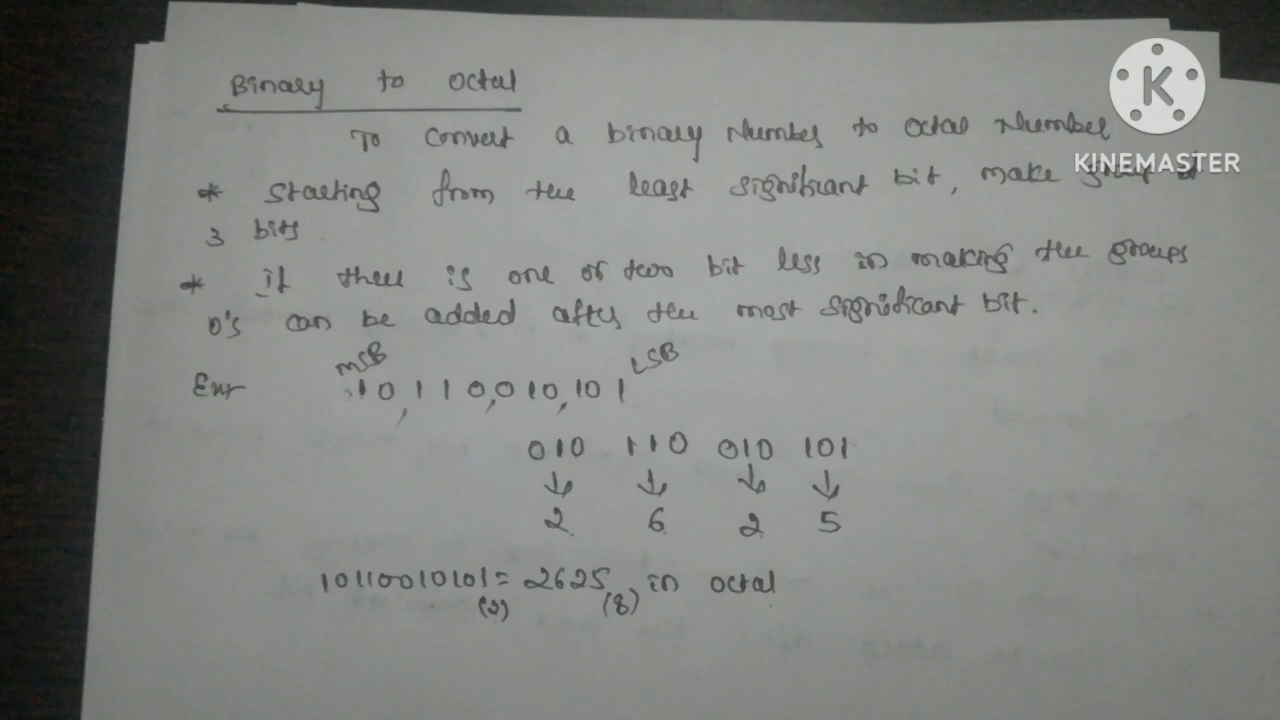 Binary to Octal
To Convert a binary Number to Octal Number
* Starting from the least significant bit, make group of
3 bits
* if there is one or two bit less in making the groups
0's can be added after the most significant bit.
MSB LSB
Ex
10,110,010,101
010 110 010 101
↓ ↓ ↓ ↓
2 6 2 5
10110010101(2) = 2625(8) in octal
K
KINEMASTER